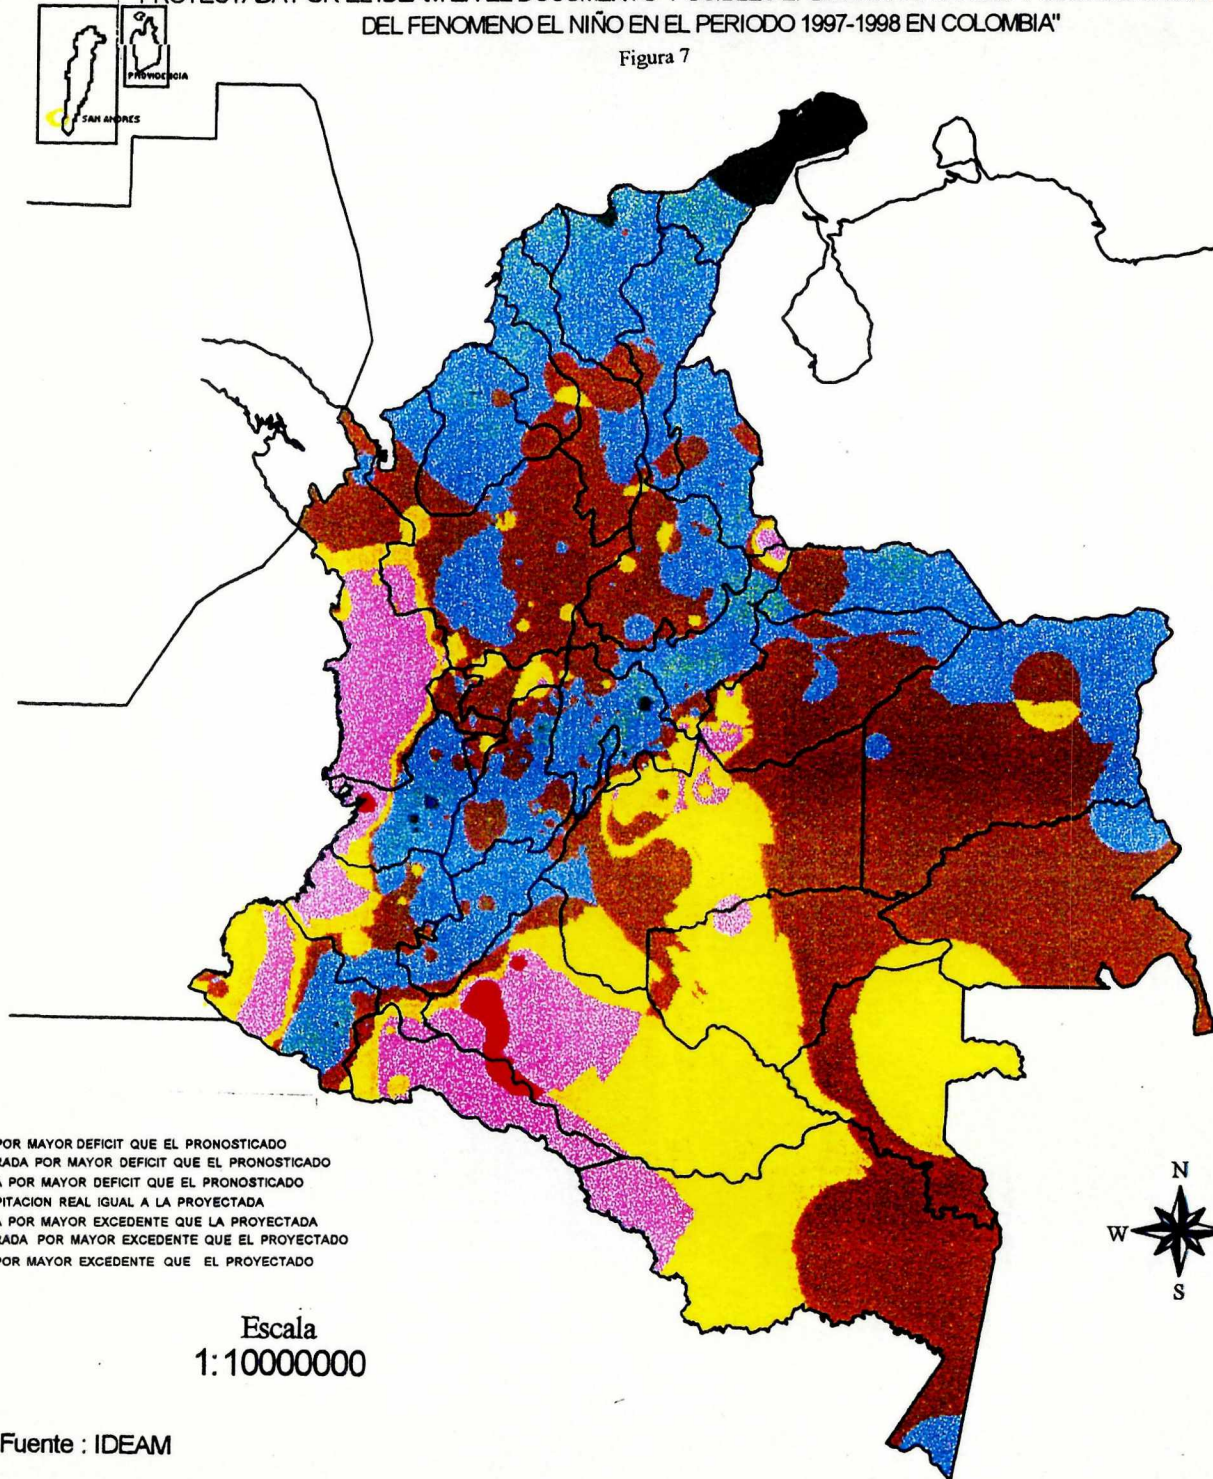 DEL FENOMENO EL NIÑO EN EL PERIODO 1997-1998 EN COLOMBIA"
Figura 7
PROVIDENCIA
SAN ANDRES
POR MAYOR DEFICIT QUE EL PRONOSTICADO
RADA POR MAYOR DEFICIT QUE EL PRONOSTICADO
A POR MAYOR DEFICIT QUE EL PRONOSTICADO
PITACION REAL IGUAL A LA PROYECTADA
A POR MAYOR EXCEDENTE QUE LA PROYECTADA
RADA POR MAYOR EXCEDENTE QUE EL PROYECTADO
POR MAYOR EXCEDENTE QUE EL PROYECTADO
N
W
S
Escala
1:10000000
Fuente : IDEAM